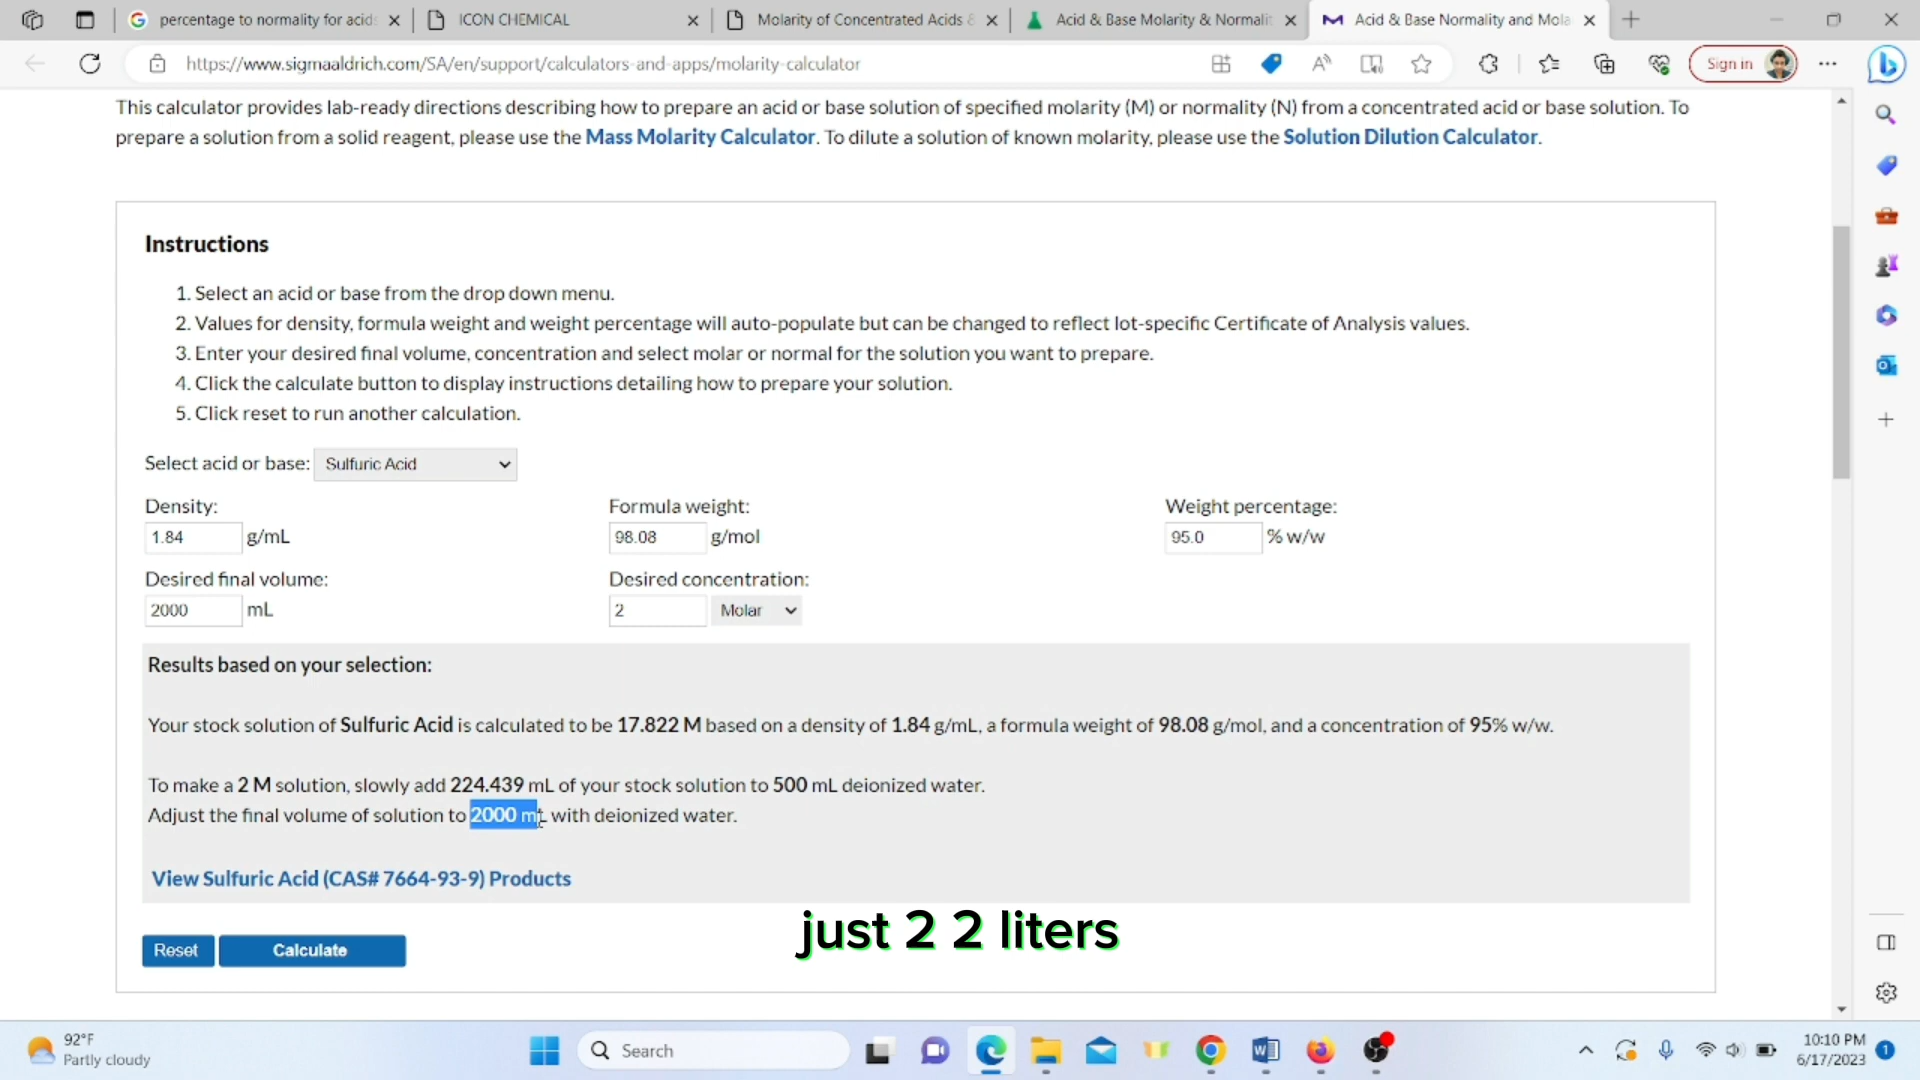 percentage to normality for acid
ICON CHEMICAL
Molarity of Concentrated Acids &
Acid & Base Molarity & Normalit
Acid & Base Normality and Mola
https://www.sigmaaldrich.com/SA/en/support/calculators-and-apps/molarity-calculator
Sign in
This calculator provides lab-ready directions describing how to prepare an acid or base solution of specified molarity (M) or normality (N) from a concentrated acid or base solution. To
prepare a solution from a solid reagent, please use the Mass Molarity Calculator. To dilute a solution of known molarity, please use the Solution Dilution Calculator.
Instructions
1. Select an acid or base from the drop down menu.
2. Values for density, formula weight and weight percentage will auto-populate but can be changed to reflect lot-specific Certificate of Analysis values.
3. Enter your desired final volume, concentration and select molar or normal for the solution you want to prepare.
4. Click the calculate button to display instructions detailing how to prepare your solution.
5. Click reset to run another calculation.
Select acid or base: Sulfuric Acid
Density: Formula weight: Weight percentage:
1.84 g/mL 98.08 g/mol 95.0 % w/w
Desired final volume: Desired concentration:
2000 mL 2 Molar
Results based on your selection:
Your stock solution of Sulfuric Acid is calculated to be 17.822 M based on a density of 1.84 g/mL, a formula weight of 98.08 g/mol, and a concentration of 95% w/w.
To make a 2 M solution, slowly add 224.439 mL of your stock solution to 500 mL deionized water.
Adjust the final volume of solution to 2000 mL with deionized water.
View Sulfuric Acid (CAS# 7664-93-9) Products
just 2 2 liters
Reset Calculate
92°F
Partly cloudy
Search
10:10 PM
6/17/2023
1